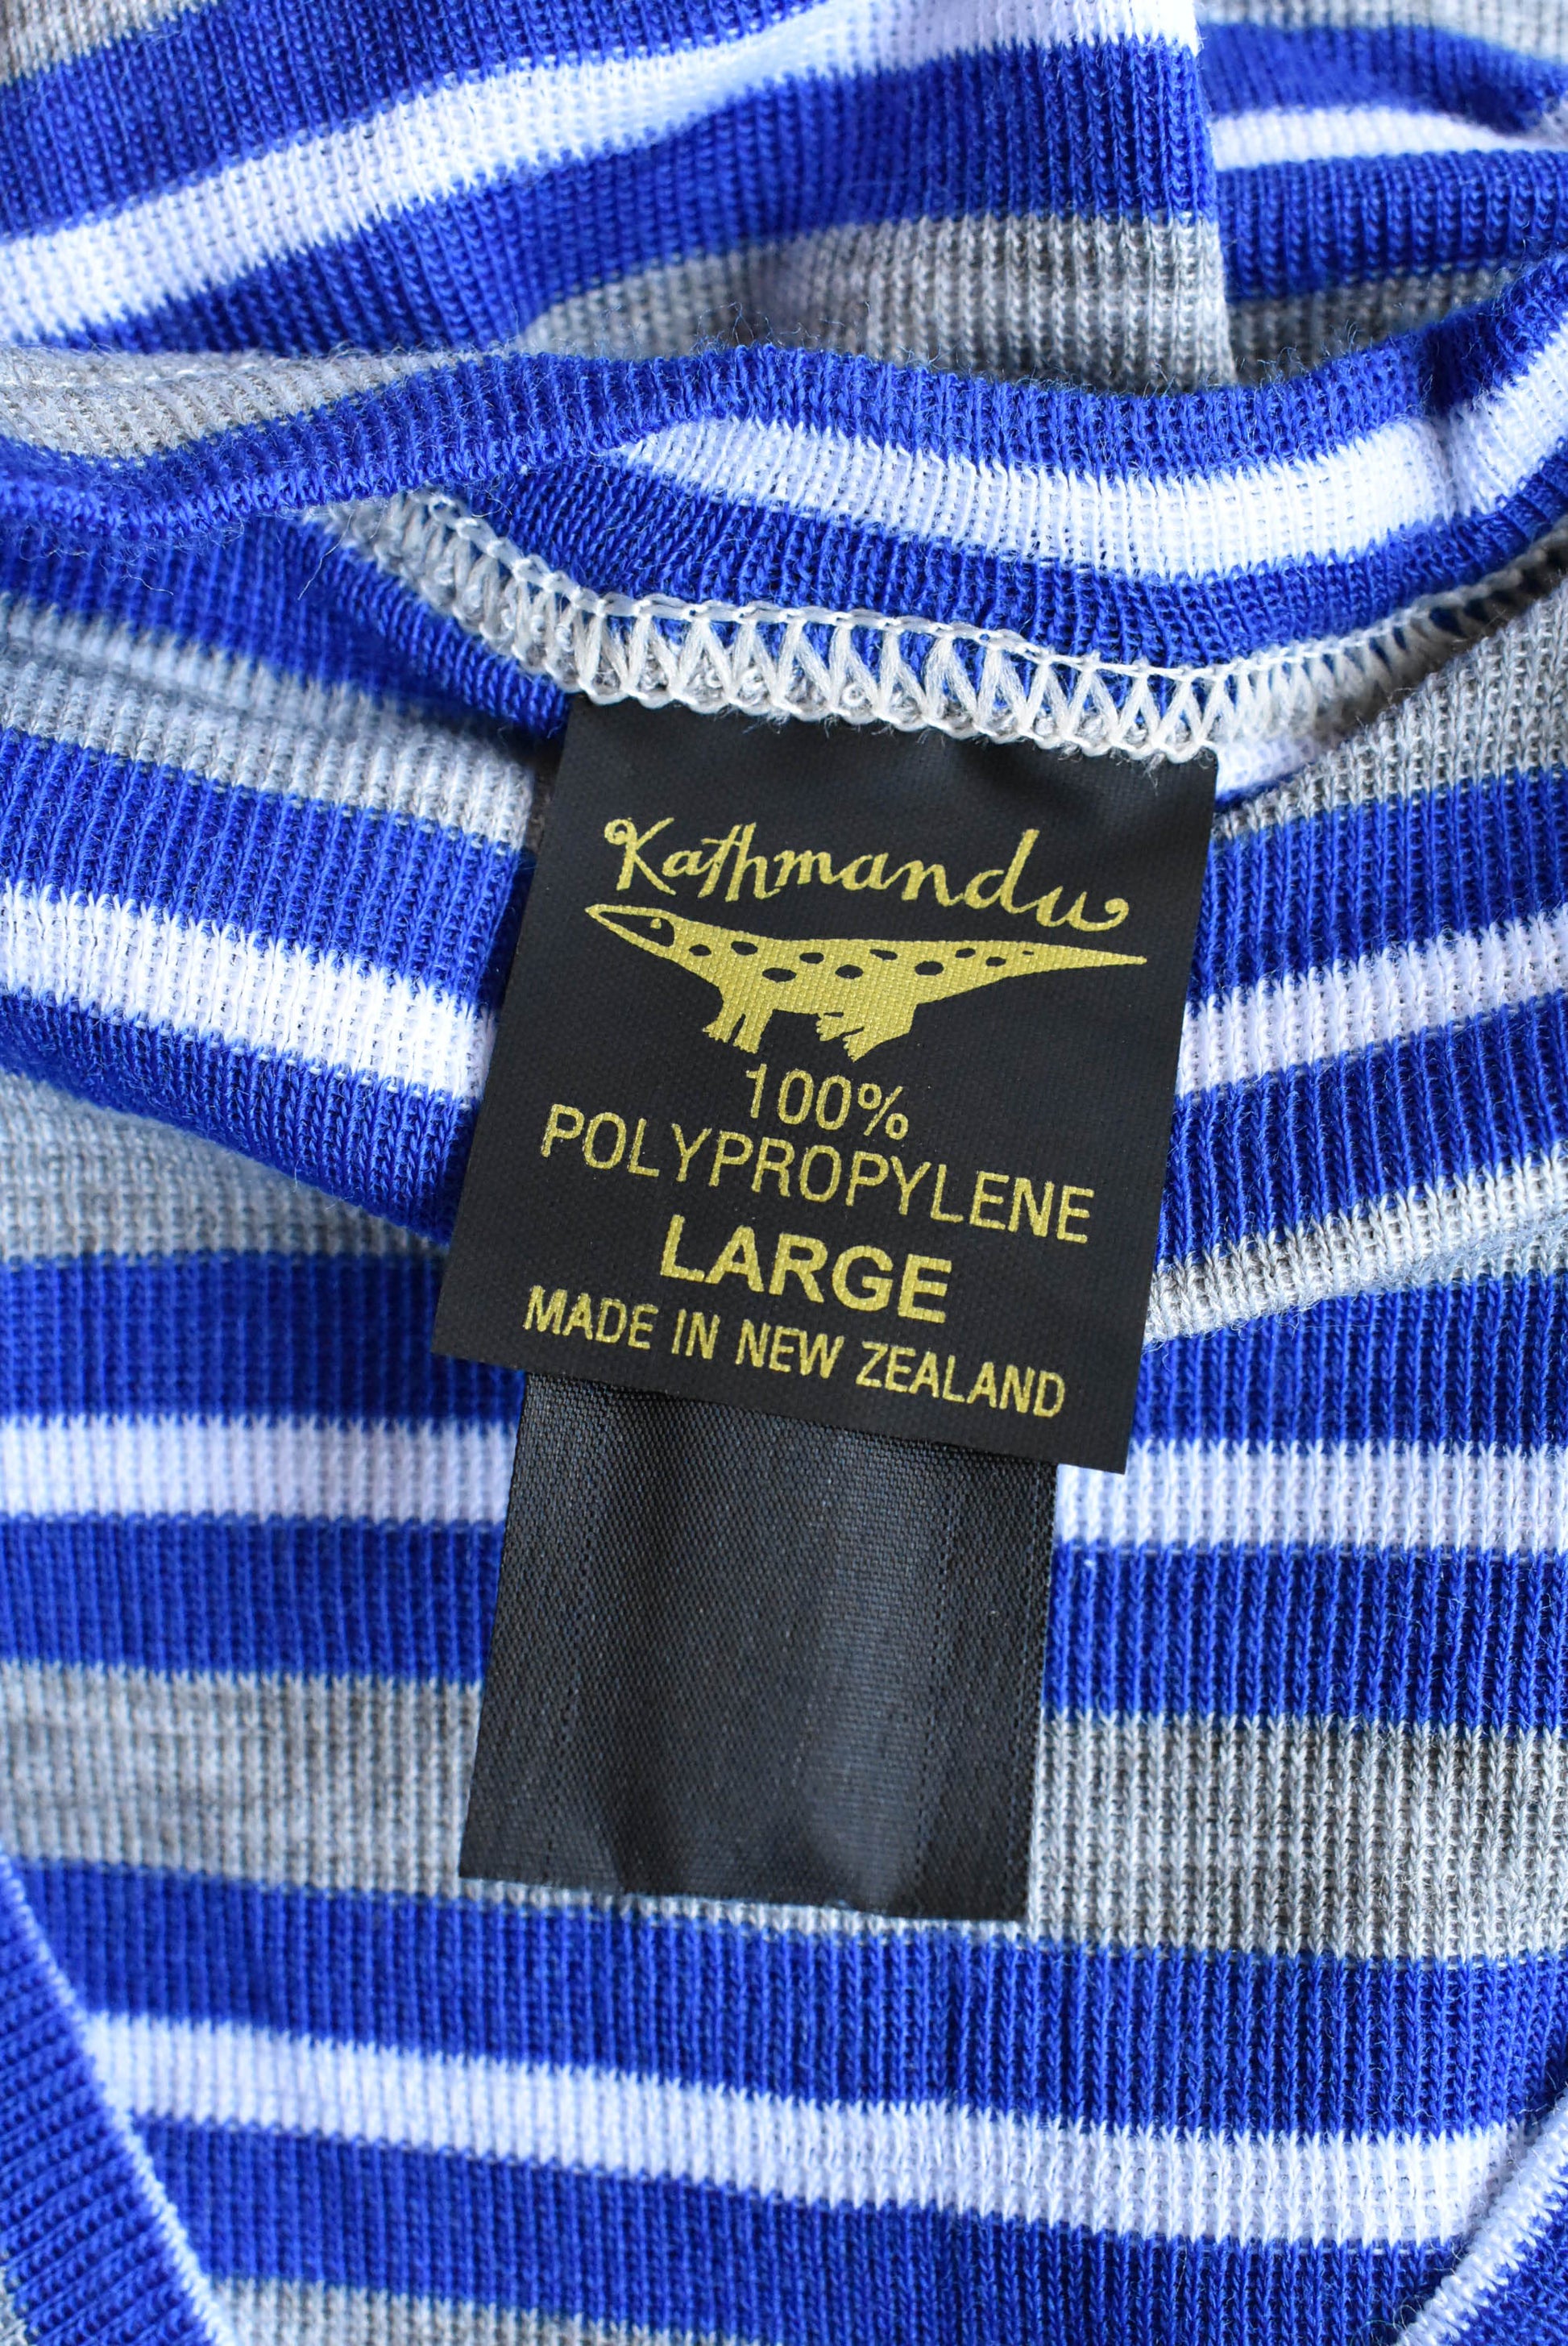 Kathmandu
100%
POLYPROPYLENE
LARGE
MADE IN NEW ZEALAND